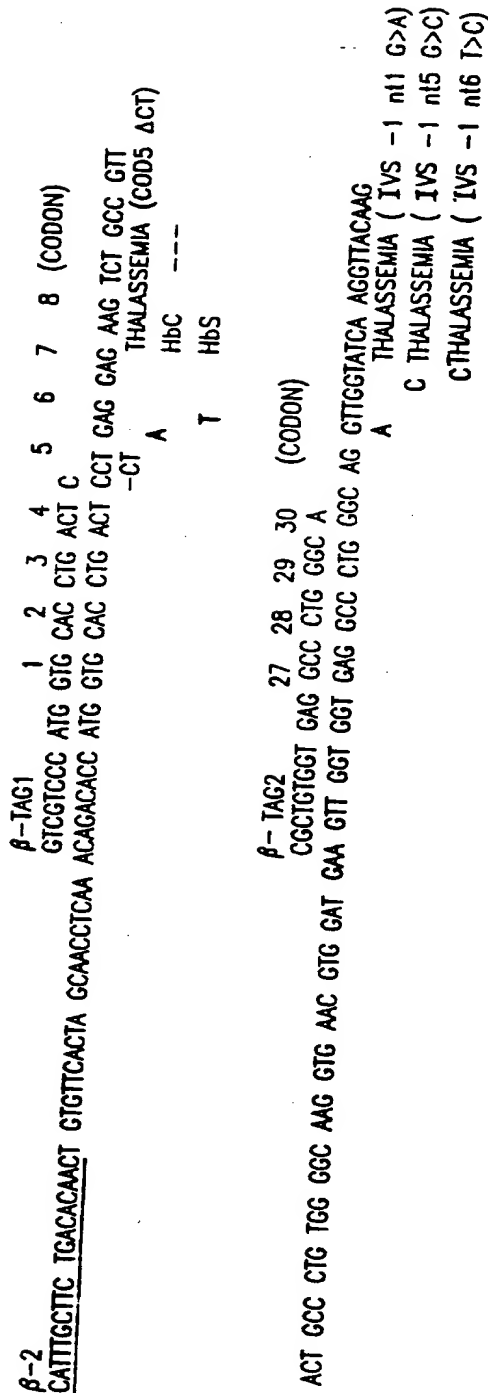 β-TAG1 1 2 3 4 5 6 7 8 (CODON)
β-2 GTCGTCCC ATG GTG CAC CTG ACT C
CATTTGCTTC TGACACAACT GTGTTCACTA GCAACCTCAA ACAGACACC ATG GTG CAC CTG ACT CCT GAG GAG AAG TCT GCC GTT
-CT THALASSEMIA (COD5 ΔCT)
A HbC ---
T HbS
β- TAG2 27 28 29 30 (CODON)
CGCTGTGGT GAG GCC CTG GGC A
ACT GCC CTG TGG GGC AAG GTG AAC GTG GAT GAA GTT GGT GGT GAG GCC CTG GGC AG GTTGGTATCA AGGTTACAAG
A THALASSEMIA ( IVS -1 nt1 G>A)
C THALASSEMIA ( IVS -1 nt5 G>C)
CTHALASSEMIA ( IVS -1 nt6 T>C)